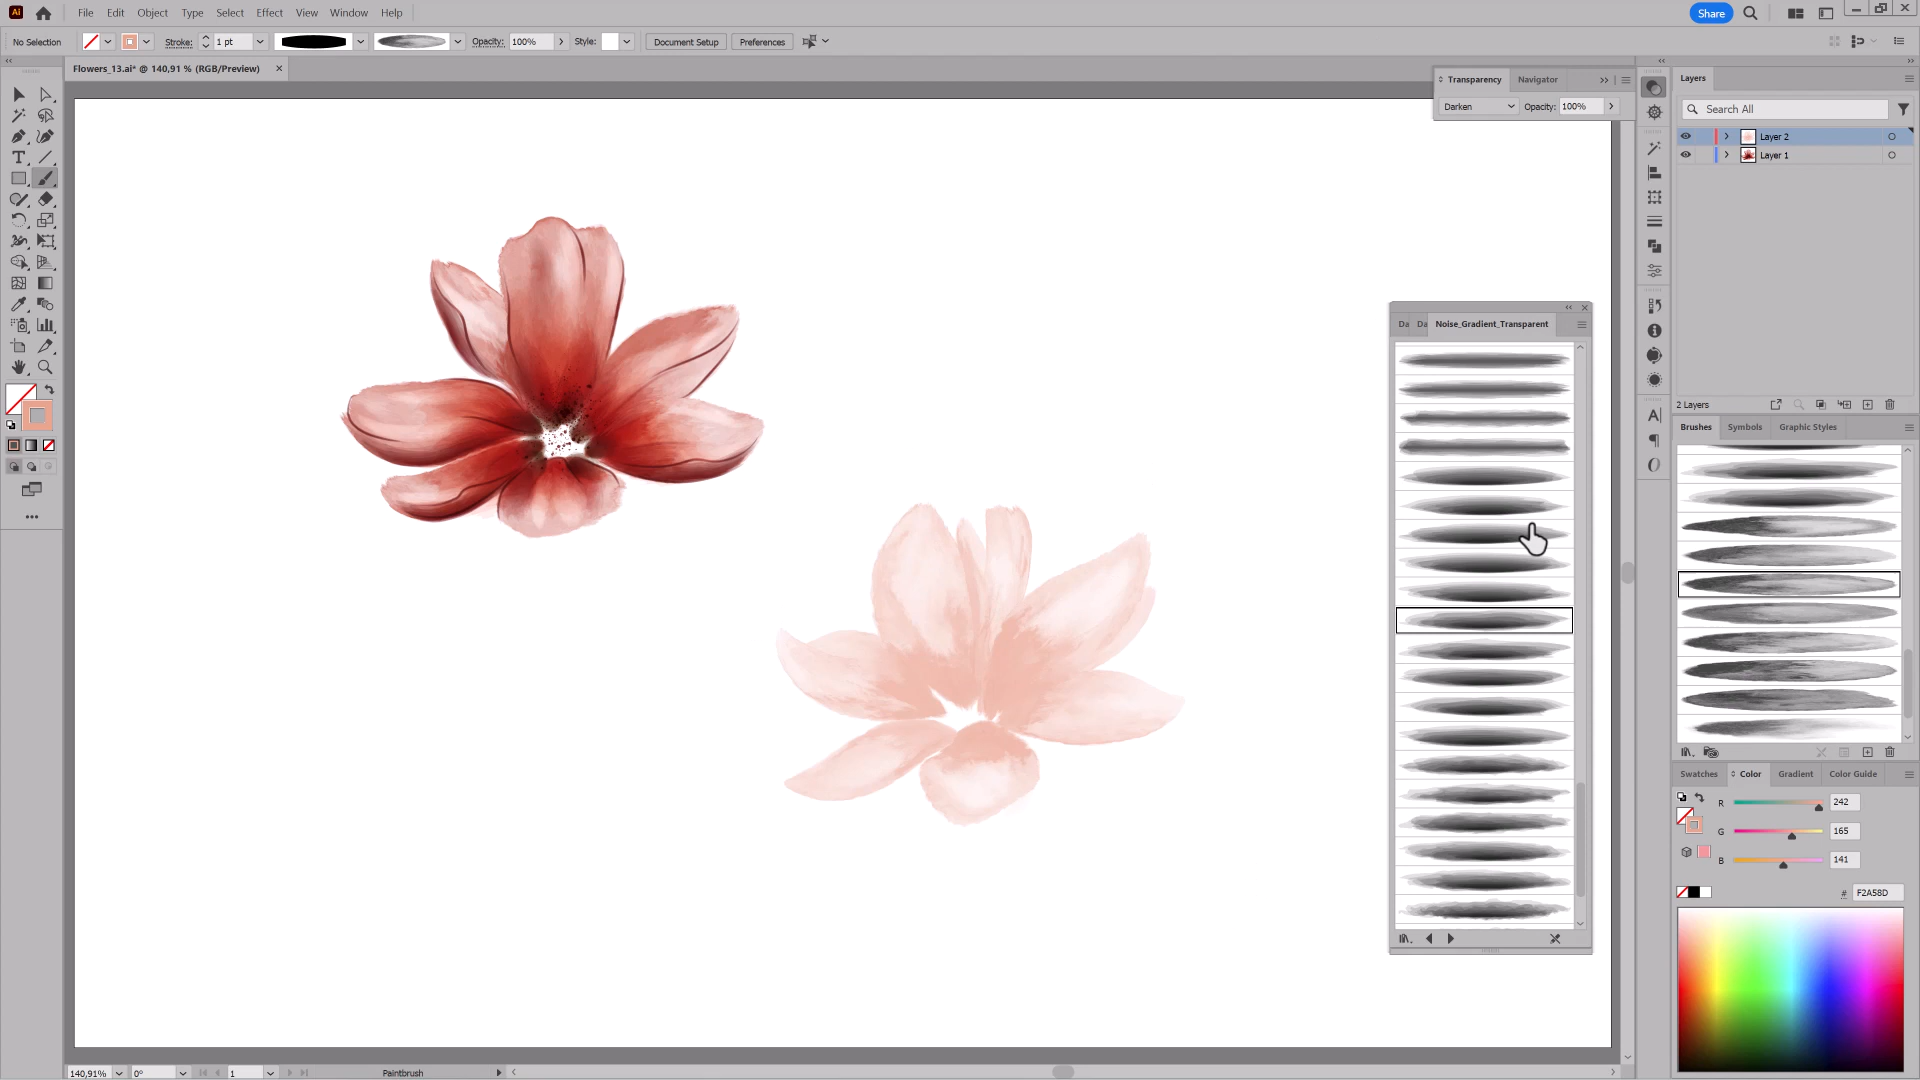 Ai File Edit Object Type Select Effect View Window Help Share
No Selection Stroke: 1 pt Opacity: 100% Style: Document Setup Preferences
Flowers_13.ai* @ 140,91 % (RGB/Preview)
Transparency Navigator
Darken Opacity: 100%
Layers
Search All
Layer 2
Layer 1
Da Da Noise_Gradient_Transparent
2 Layers
Brushes Symbols Graphic Styles
Swatches Color Gradient Color Guide
R 242
G 165
B 141
# F2A58D
140,91% 0° 1 Paintbrush